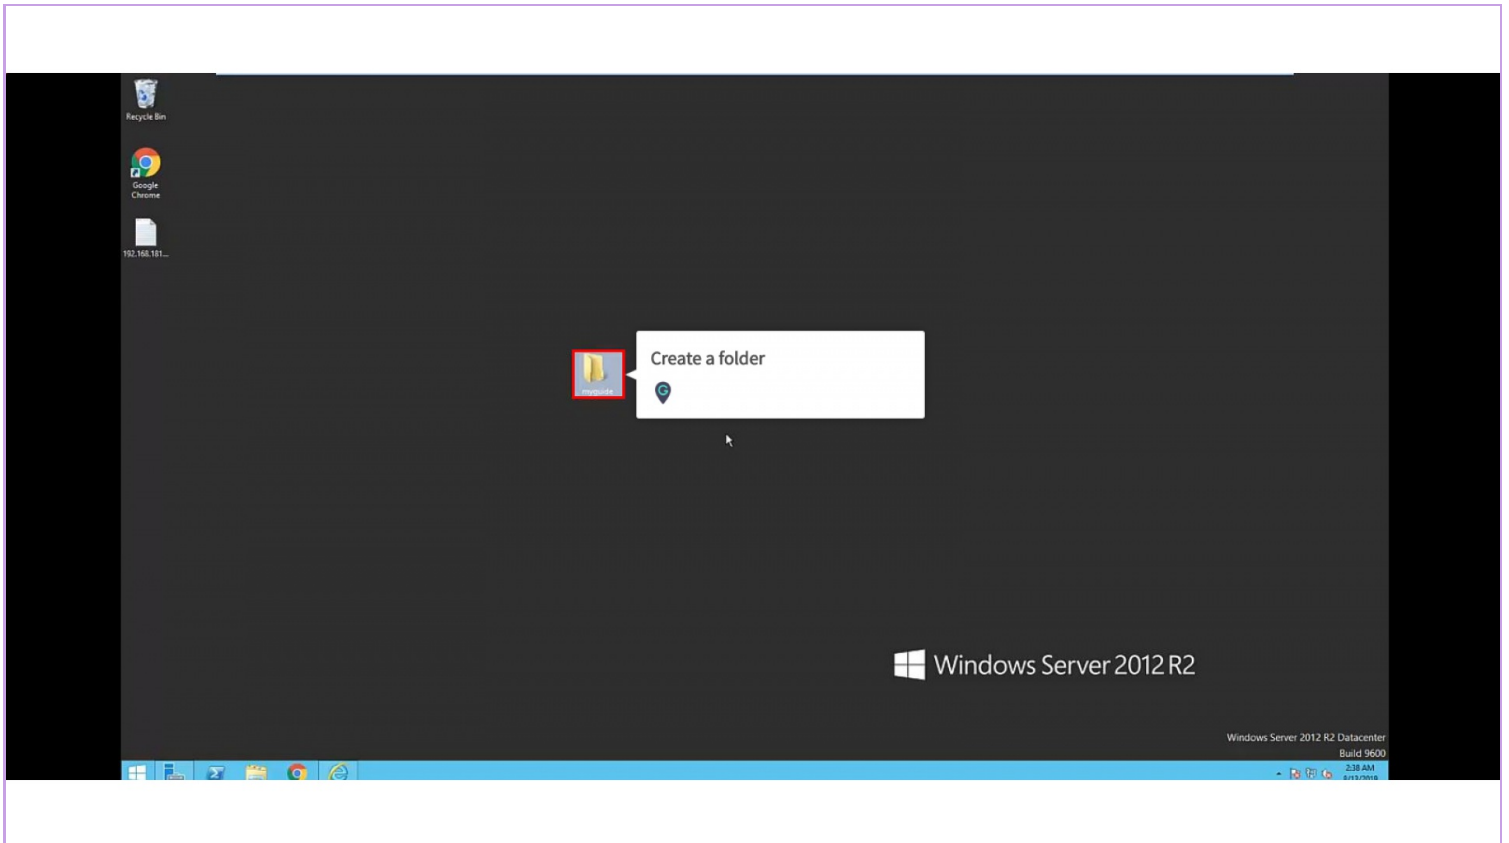 Recycle Bin
Google
Chrome
192.168.181...
myguide
Create a folder
G
Windows Server 2012 R2
Windows Server 2012 R2 Datacenter
Build 9600
2:38 AM